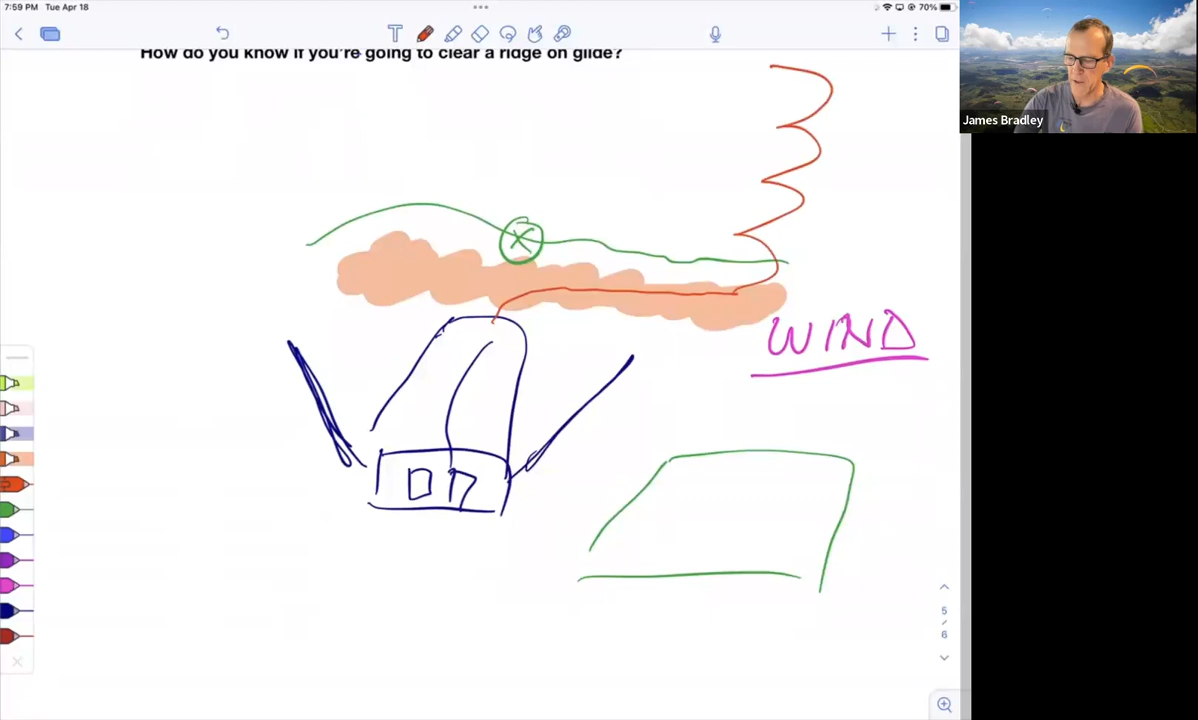 7:59 PM Tue Apr 18
70%
How do you know if you're going to clear a ridge on glide?
James Bradley
X
WIND
5
/
6